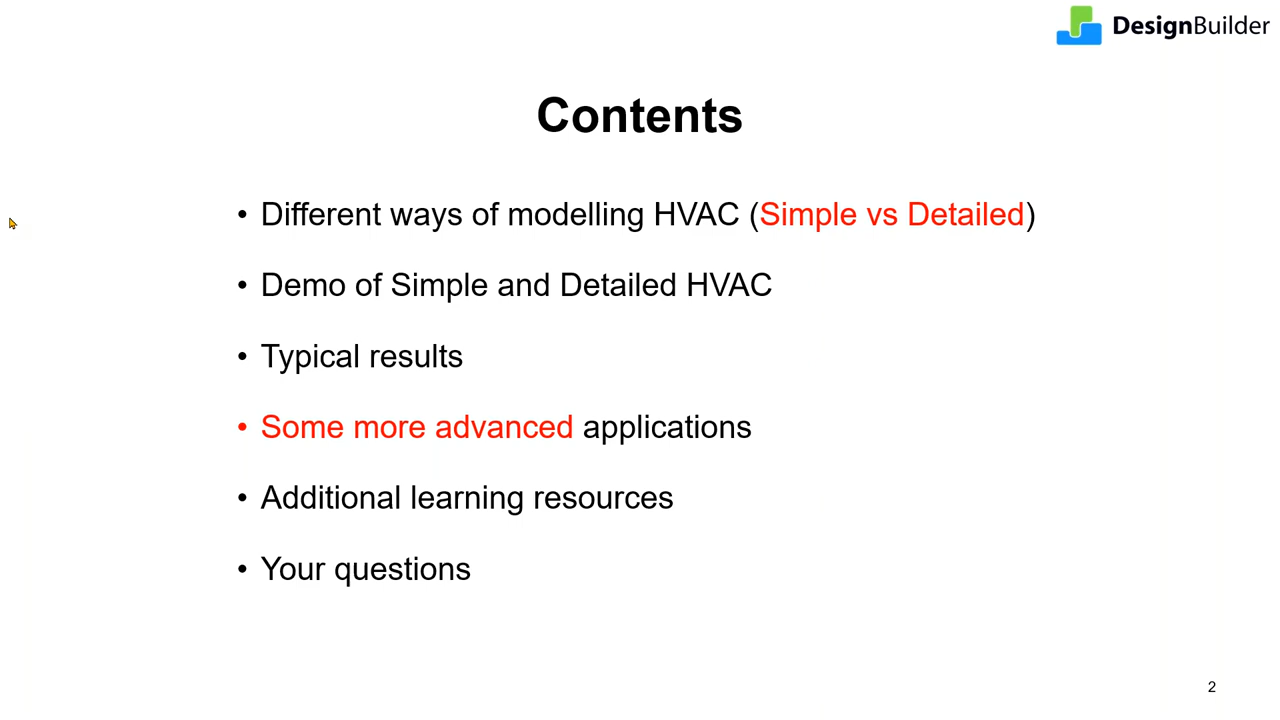 DesignBuilder
Contents
• Different ways of modelling HVAC (Simple vs Detailed)
• Demo of Simple and Detailed HVAC
• Typical results
• Some more advanced applications
• Additional learning resources
• Your questions
2